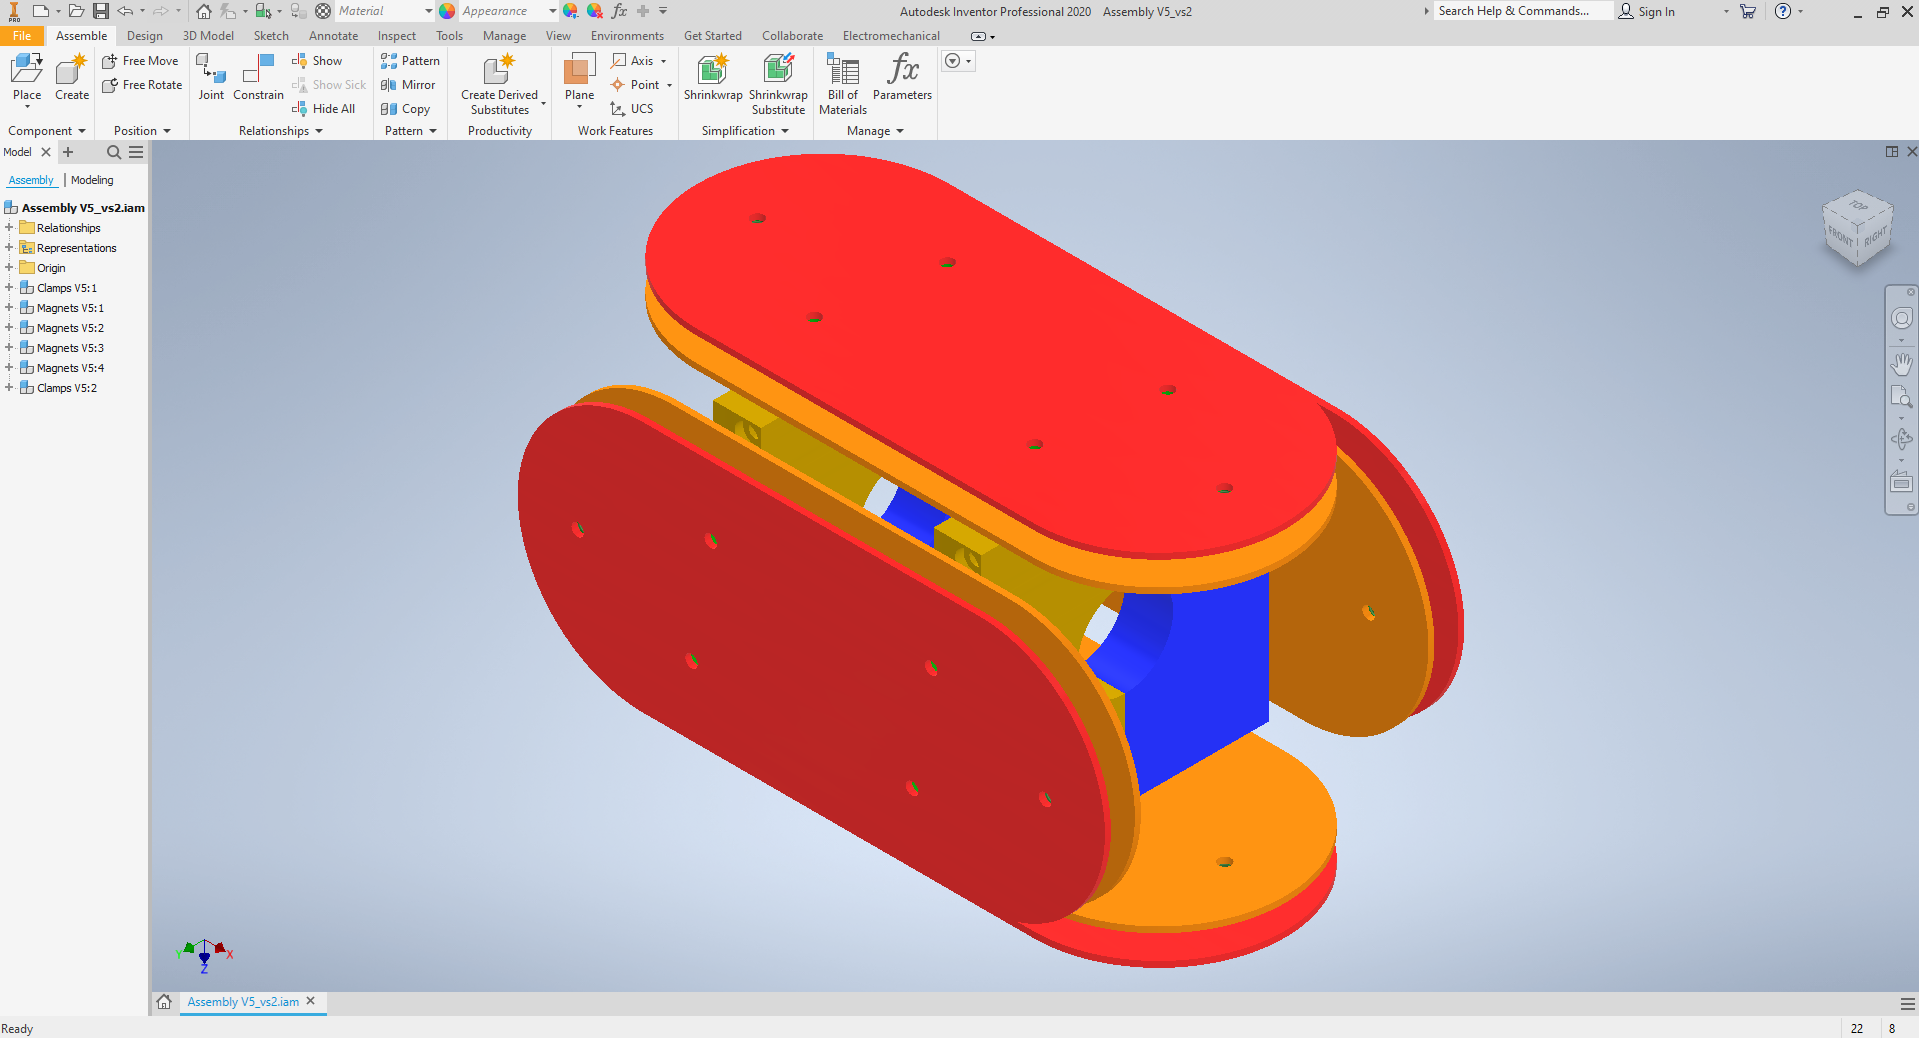 PRO
Material
Appearance
fx
Autodesk Inventor Professional 2020 Assembly V5_vs2
Search Help & Commands...
Sign In
File Assemble Design 3D Model Sketch Annotate Inspect Tools Manage View Environments Get Started Collaborate Electromechanical
Place
Create
Component
Free Move
Free Rotate
Position
Joint
Constrain
Show
Show Sick
Hide All
Relationships
Pattern
Mirror
Copy
Pattern
Create Derived
Substitutes
Productivity
Plane
Axis
Point
UCS
Work Features
Shrinkwrap
Shrinkwrap
Substitute
Simplification
Bill of
Materials
fx
Parameters
Manage
Model
Assembly | Modeling
Assembly V5_vs2.iam
Relationships
Representations
Origin
Clamps V5:1
Magnets V5:1
Magnets V5:2
Magnets V5:3
Magnets V5:4
Clamps V5:2
TOP
FRONT
RIGHT
Y
X
Z
Assembly V5_vs2.iam
Ready
22
8